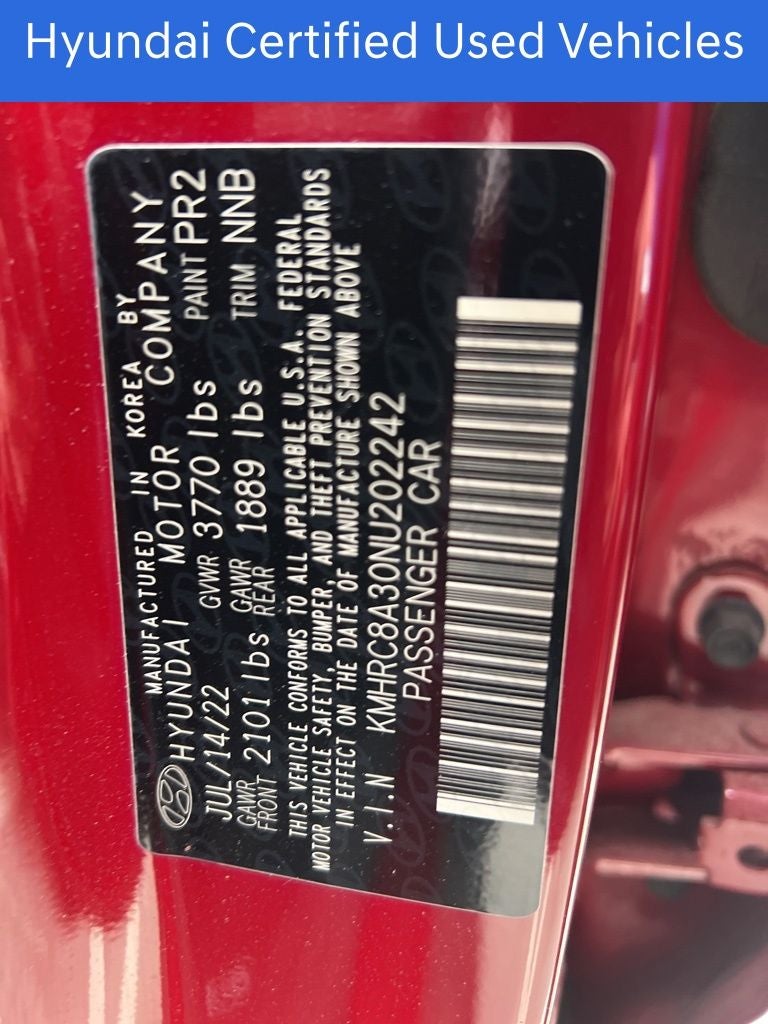 Hyundai Certified Used Vehicles
MANUFACTURED IN KOREA BY
HYUNDAI MOTOR COMPANY
JUL/14/22 GVWR 3770 lbs PAINT PR2
GAWR FRONT 2101 lbs GAWR REAR 1889 lbs TRIM NNB
THIS VEHICLE CONFORMS TO ALL APPLICABLE U.S.A. FEDERAL
MOTOR VEHICLE SAFETY, BUMPER, AND THEFT PREVENTION STANDARDS
IN EFFECT ON THE DATE OF MANUFACTURE SHOWN ABOVE
V.I.N KMHRC8A30NU202242
PASSENGER CAR